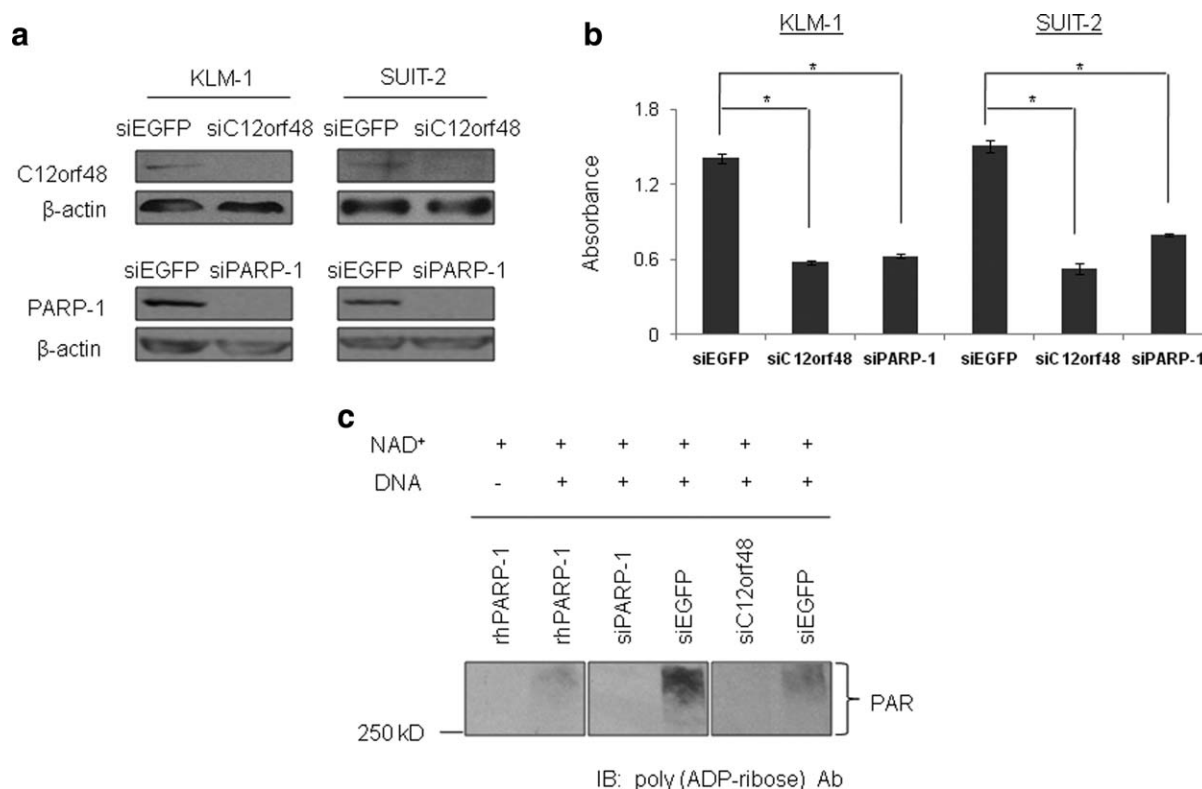 a
KLM-1 SUIT-2
siEGFP siC12orf48 siEGFP siC12orf48
C12orf48
β-actin
siEGFP siPARP-1 siEGFP siPARP-1
PARP-1
β-actin
b
KLM-1 SUIT-2
* * * *
Absorbance
1.8
1.2
0.6
0
siEGFP siC12orf48 siPARP-1 siEGFP siC12orf48 siPARP-1
c
NAD⁺ + + + + + +
DNA - + + + + +
rhPARP-1 rhPARP-1 siPARP-1 siEGFP siC12orf48 siEGFP
PAR
250 kD
IB: poly (ADP-ribose) Ab